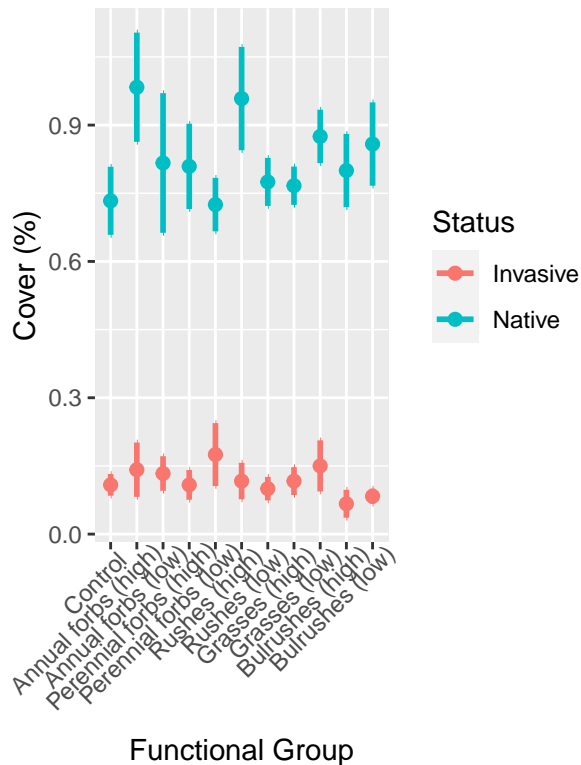 Cover (%)
0.9
0.6
0.3
0.0
Control
Annual forbs (high)
Annual forbs (low)
Perennial forbs (high)
Perennial forbs (low)
Rushes (high)
Rushes (low)
Grasses (high)
Grasses (low)
Bulrushes (high)
Bulrushes (low)
Functional Group
Status
Invasive
Native